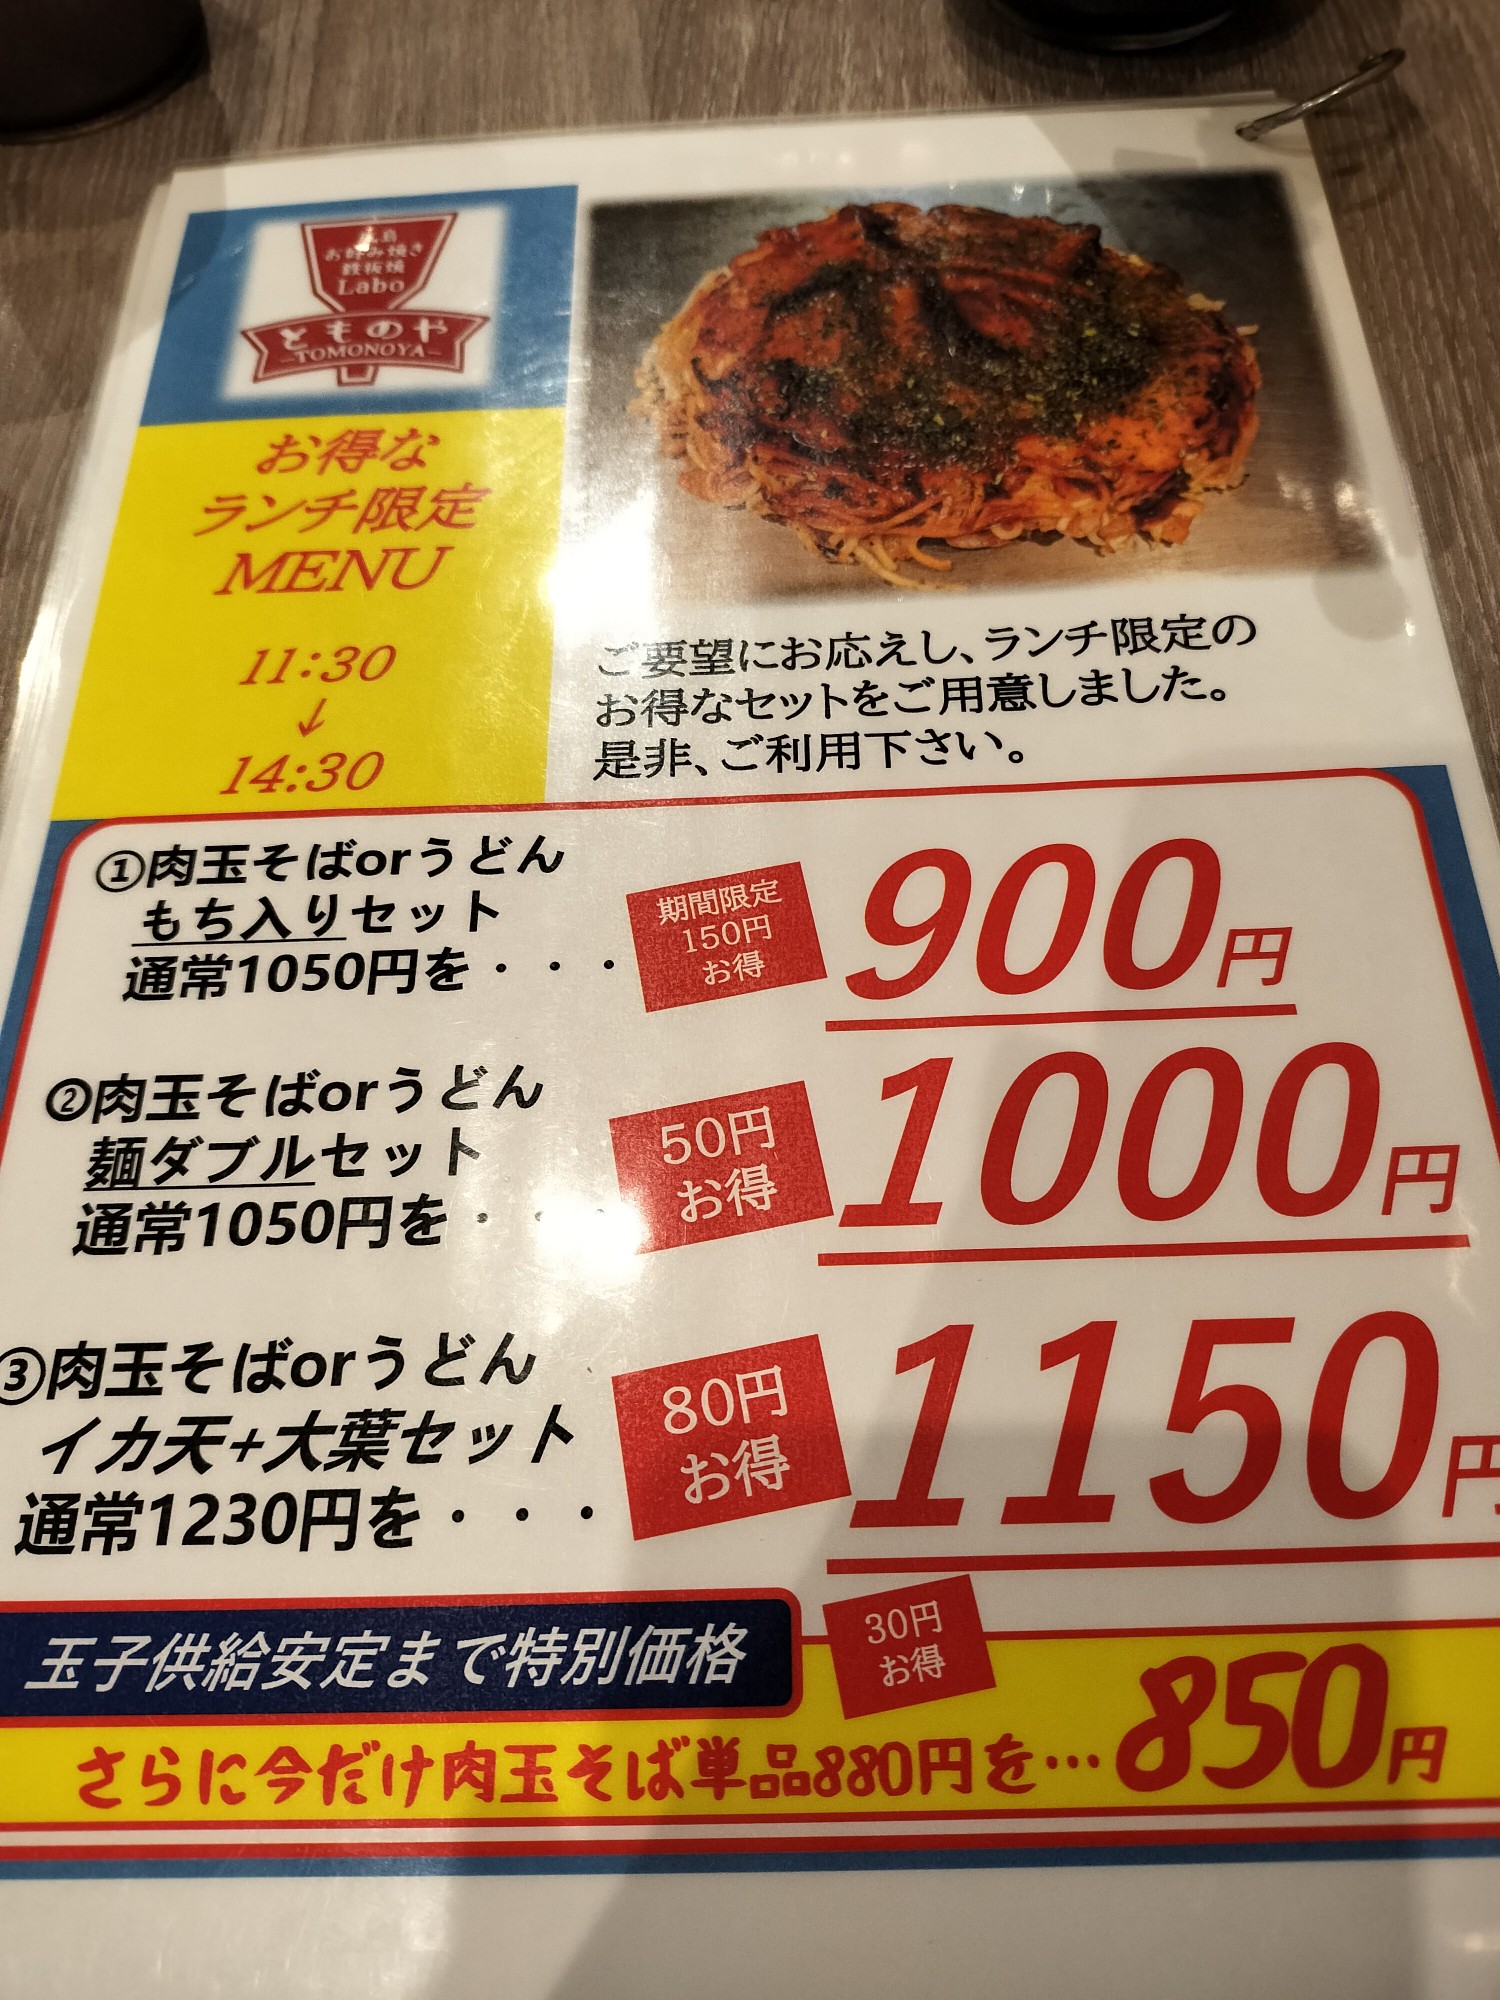 島
お好み焼き
鉄板焼
Labo
とものや
TOMONOYA
お得な
ランチ限定
MENU
11:30
↓
14:30
ご要望にお応えし、ランチ限定の
お得なセットをご用意しました。
是非、ご利用下さい。
①肉玉そばorうどん
もち入りセット
通常1050円を・・・
期間限定
150円
お得
900円
②肉玉そばorうどん
麺ダブルセット
通常1050円を・・・
50円
お得
1000円
③肉玉そばorうどん
イカ天+大葉セット
通常1230円を・・・
80円
お得
1150円
玉子供給安定まで特別価格
30円
お得
さらに今だけ肉玉そば単品880円を…850円